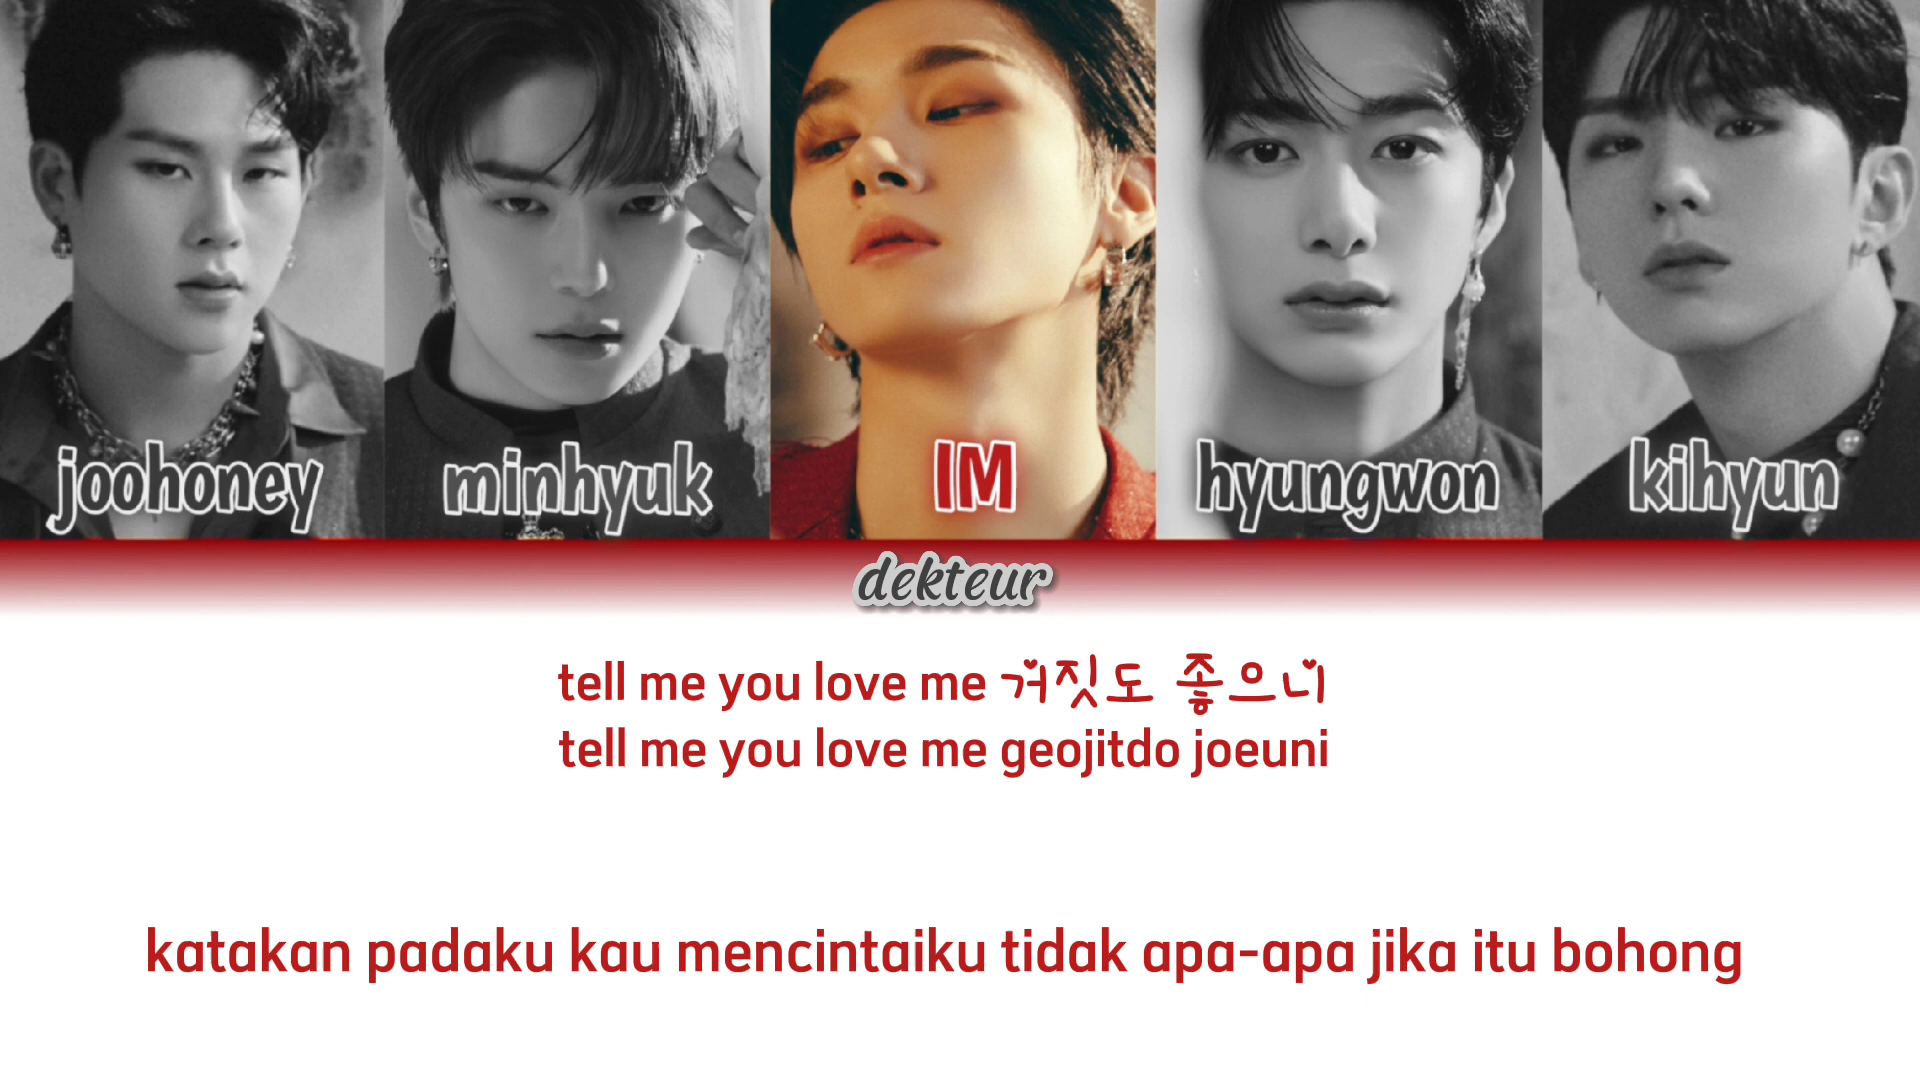 joohoney
minhyuk
IM
hyungwon
kihyun
dekteur
tell me you love me 거짓도 좋으니
tell me you love me geojitdo joeuni
katakan padaku kau mencintaiku tidak apa-apa jika itu bohong